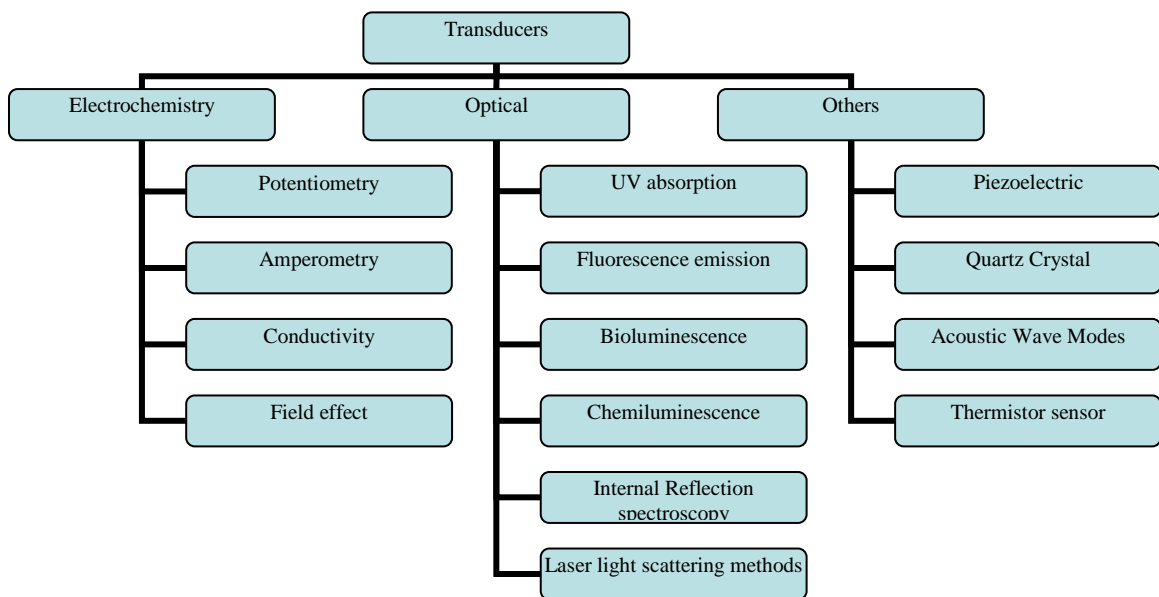 Transducers
Electrochemistry
Optical
Others
Potentiometry
UV absorption
Piezoelectric
Amperometry
Fluorescence emission
Quartz Crystal
Conductivity
Bioluminescence
Acoustic Wave Modes
Field effect
Chemiluminescence
Thermistor sensor
Internal Reflection
spectroscopy
Laser light scattering methods